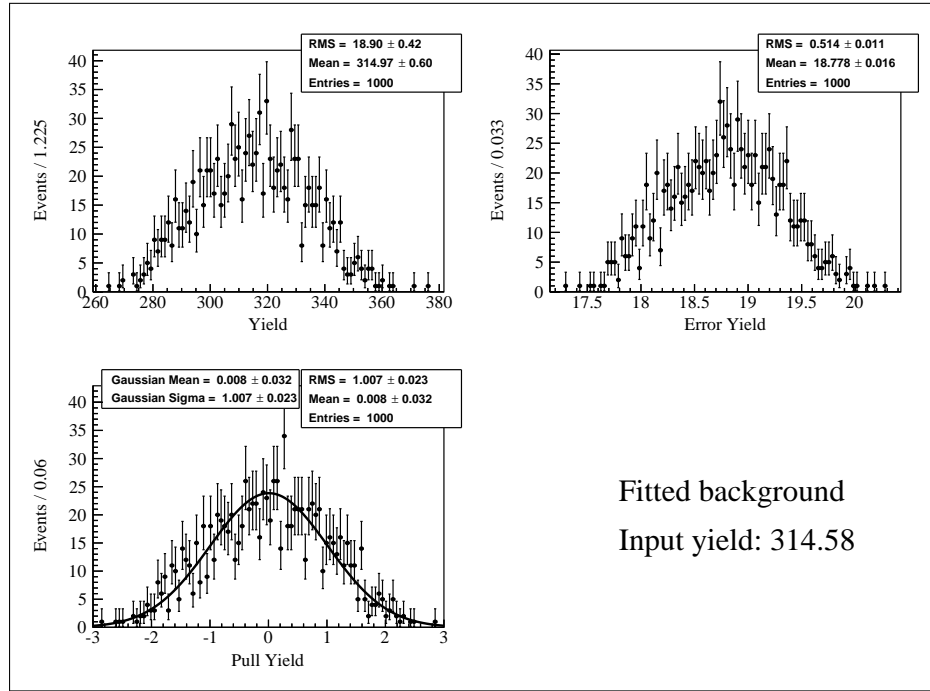 RMS = 18.90 ± 0.42
Mean = 314.97 ± 0.60
Entries = 1000
Events / 1.225
40
35
30
25
20
15
10
5
0
260 280 300 320 340 360 380
Yield
RMS = 0.514 ± 0.011
Mean = 18.778 ± 0.016
Entries = 1000
Events / 0.033
40
35
30
25
20
15
10
5
0
17.5 18 18.5 19 19.5 20
Error Yield
Gaussian Mean = 0.008 ± 0.032
Gaussian Sigma = 1.007 ± 0.023
RMS = 1.007 ± 0.023
Mean = 0.008 ± 0.032
Entries = 1000
Events / 0.06
40
35
30
25
20
15
10
5
0
-3 -2 -1 0 1 2 3
Pull Yield
Fitted background
Input yield: 314.58